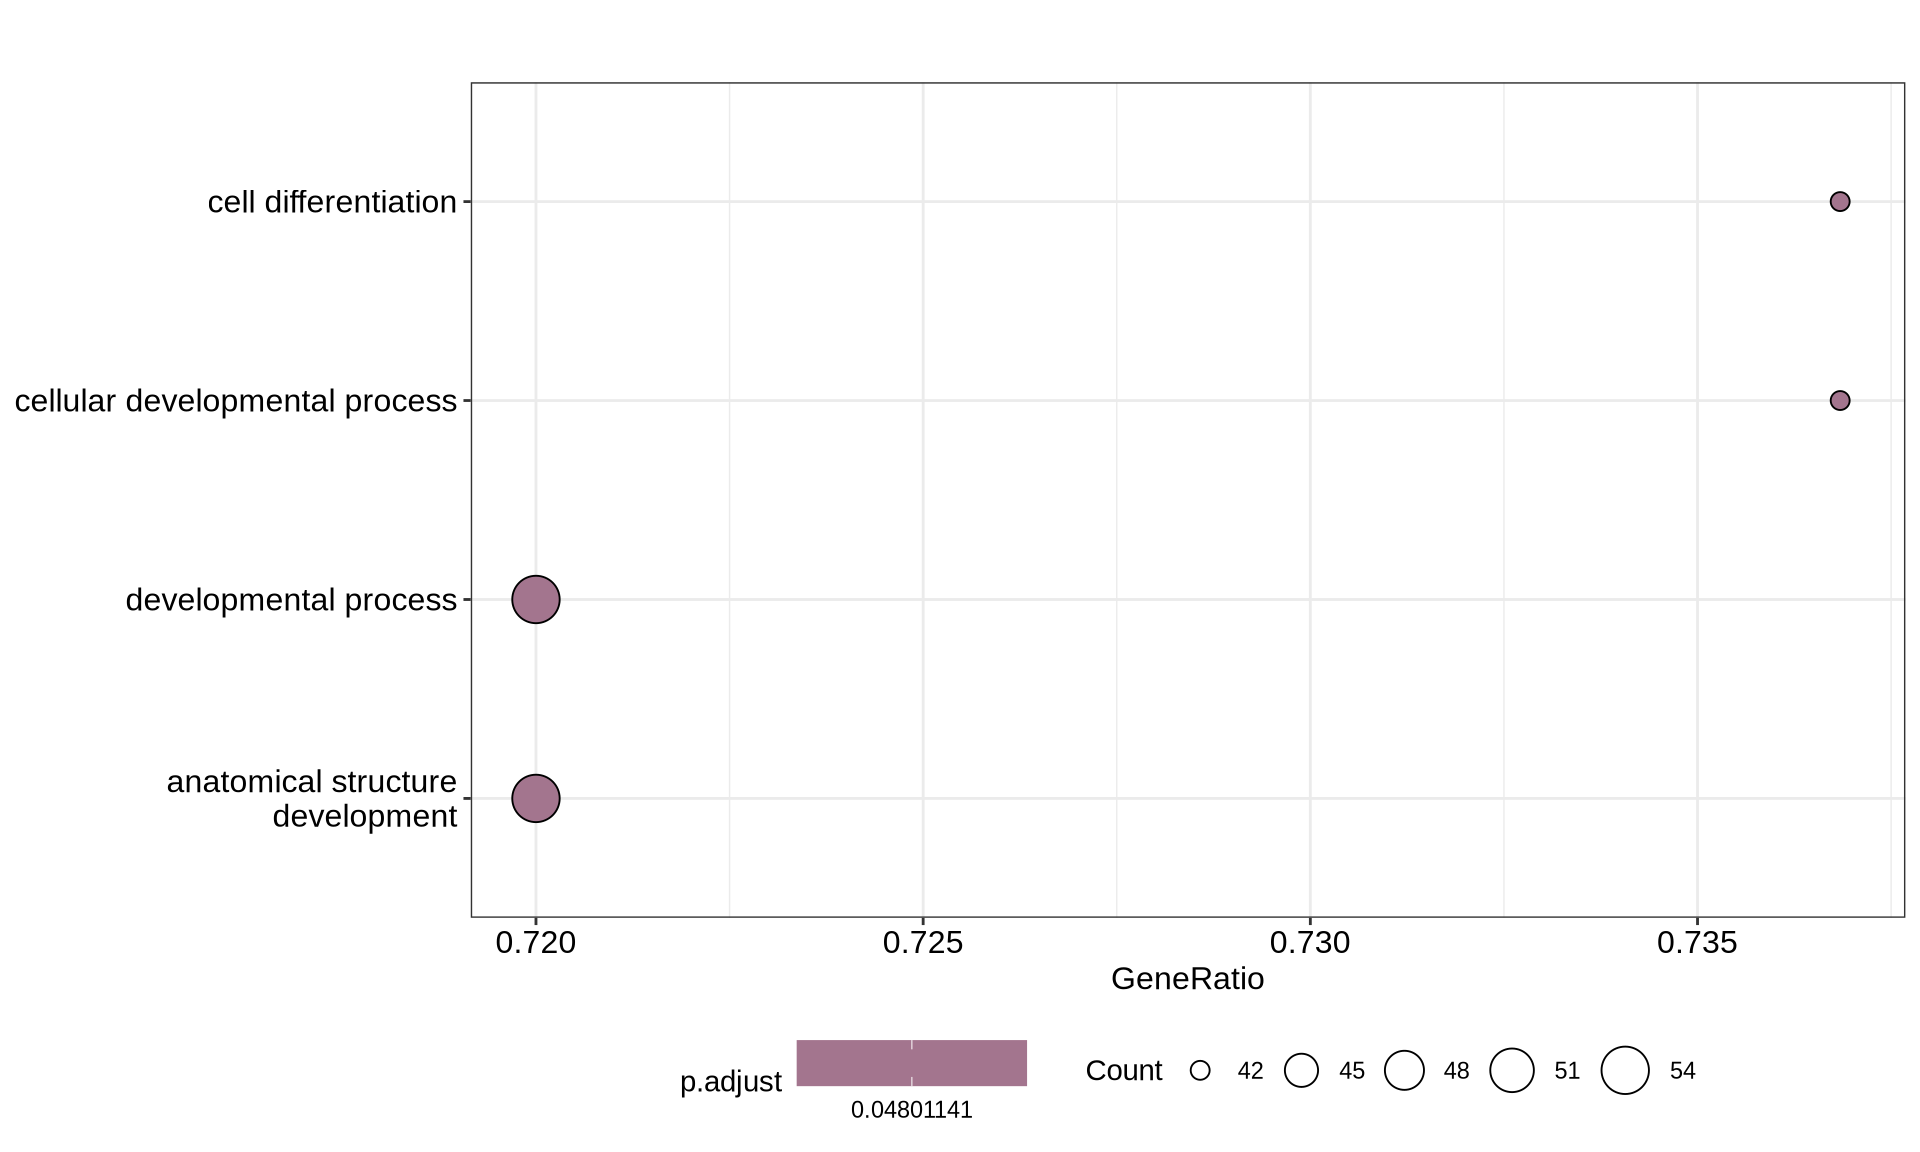 cell differentiation
cellular developmental process
developmental process
anatomical structure
development
0.720 0.725 0.730 0.735
GeneRatio
p.adjust
0.04801141
Count 42 45 48 51 54